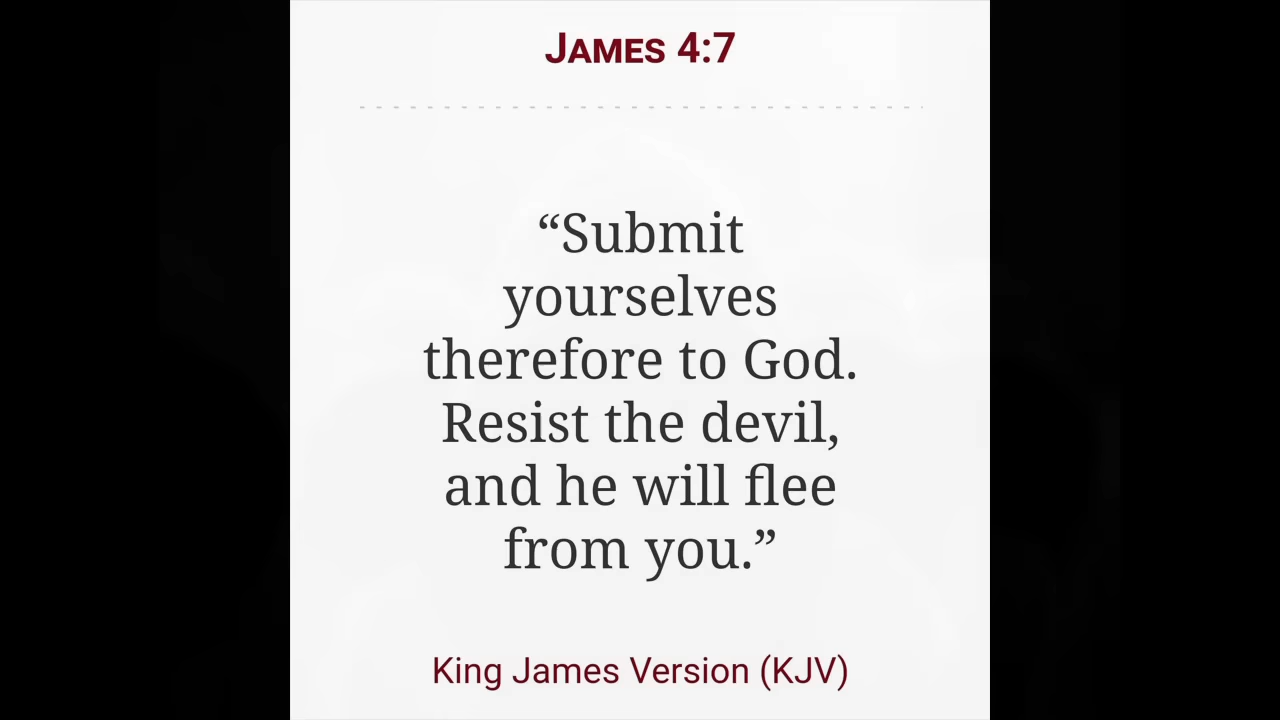 James 4:7
“Submit
yourselves
therefore to God.
Resist the devil,
and he will flee
from you.”
King James Version (KJV)